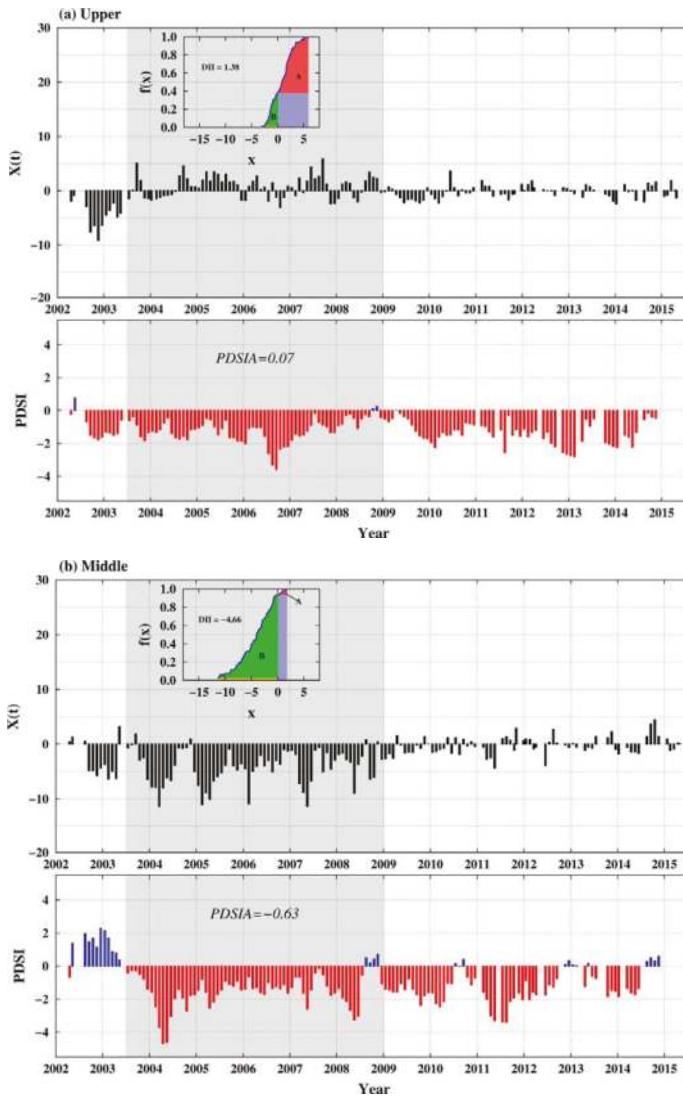 (a) Upper
30
20
10
0
−10
−20
X(t)
1.0
0.8
0.6
0.4
0.2
0.0
f(x)
DII = 1.38
A
B
−15 −10 −5 0 5
X
2002 2003 2004 2005 2006 2007 2008 2009 2010 2011 2012 2013 2014 2015
4
2
0
−2
−4
PDSI
PDSIA=0.07
2002 2003 2004 2005 2006 2007 2008 2009 2010 2011 2012 2013 2014 2015
Year
(b) Middle
30
20
10
0
−10
−20
X(t)
1.0
0.8
0.6
0.4
0.2
0.0
f(x)
DII = −4.66
A
B
−15 −10 −5 0 5
X
2002 2003 2004 2005 2006 2007 2008 2009 2010 2011 2012 2013 2014 2015
4
2
0
−2
−4
PDSI
PDSIA=−0.63
2002 2003 2004 2005 2006 2007 2008 2009 2010 2011 2012 2013 2014 2015
Year